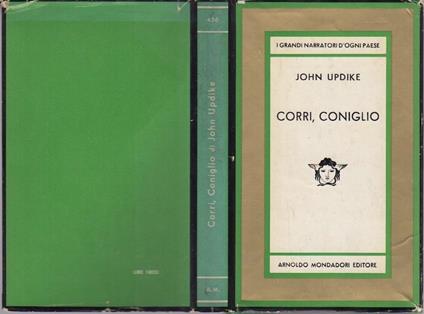 I GRANDI NARRATORI D'OGNI PAESE
JOHN UPDIKE
CORRI, CONIGLIO
ARNOLDO MONDADORI EDITORE
Corri, Coniglio di John Updike
A. M.